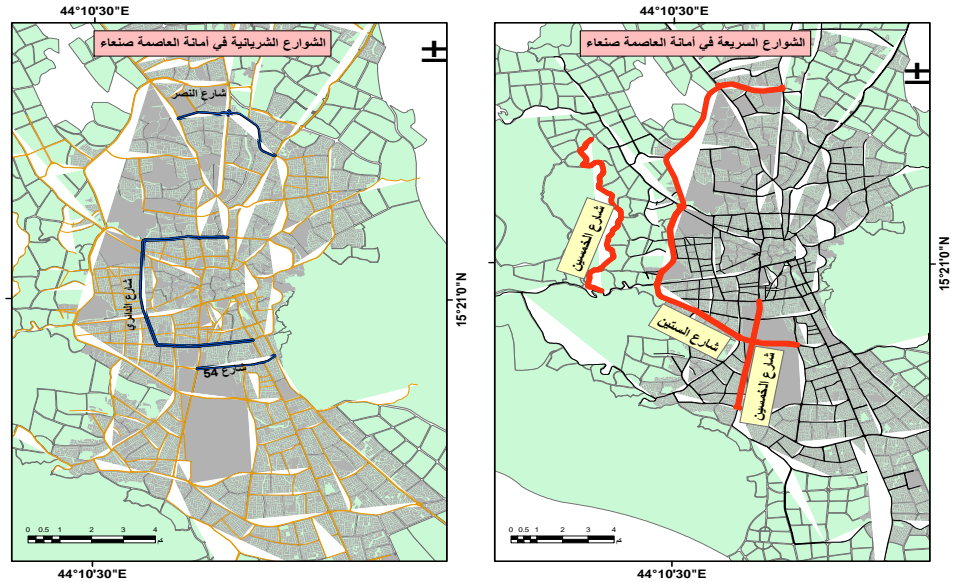 44°10'30"E
44°10'30"E
الشوارع الشريانية في أمانة العاصمة صنعاء
شارع النصر
شارع الدائري
شارع 54
15°21'0"N
0 0.5 1 2 3 4
كم
44°10'30"E
الشوارع السريعة في أمانة العاصمة صنعاء
شارع الخمسين
شارع الستين
شارع الخمسين
15°21'0"N
0 0.5 1 2 3 4
كم
44°10'30"E